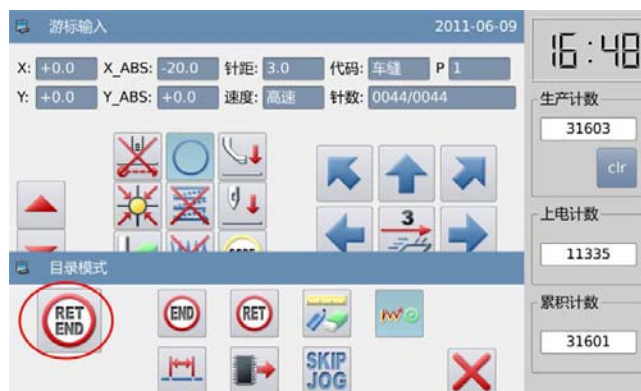 游标输入 2011-06-09
X: +0.0 X_ABS: -20.0 针距: 3.0 代码: 车缝 P 1
Y: +0.0 Y_ABS: +0.0 速度: 高速 针数: 0044/0044
16:48
生产计数
31603
clr
上电计数
11335
累积计数
31601
3
目录模式
RET
END
END
RET
SKIP
JOG